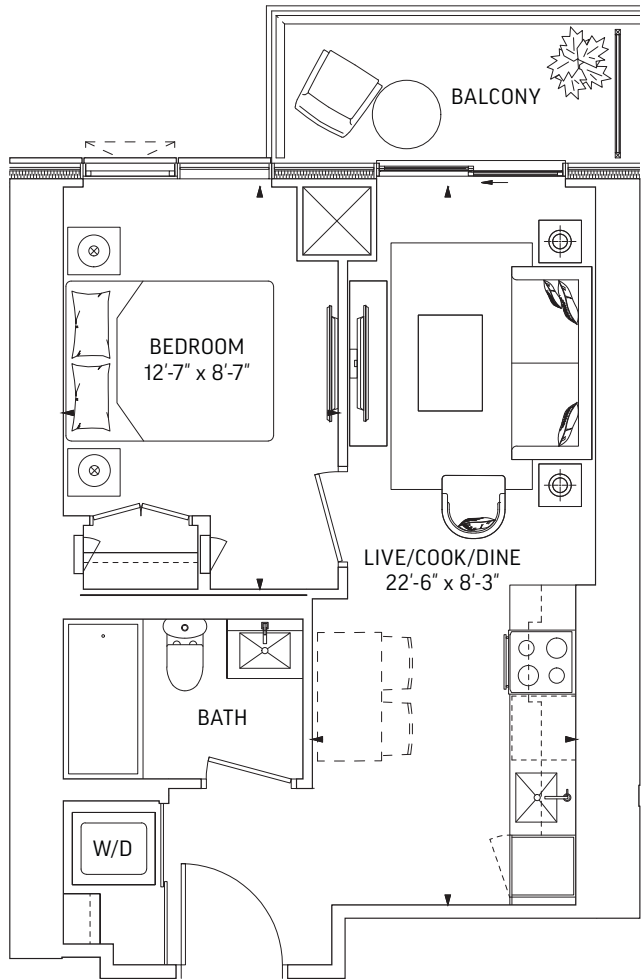 BALCONY
BEDROOM
12'-7" x 8'-7"
LIVE/COOK/DINE
22'-6" x 8'-3"
BATH
W/D